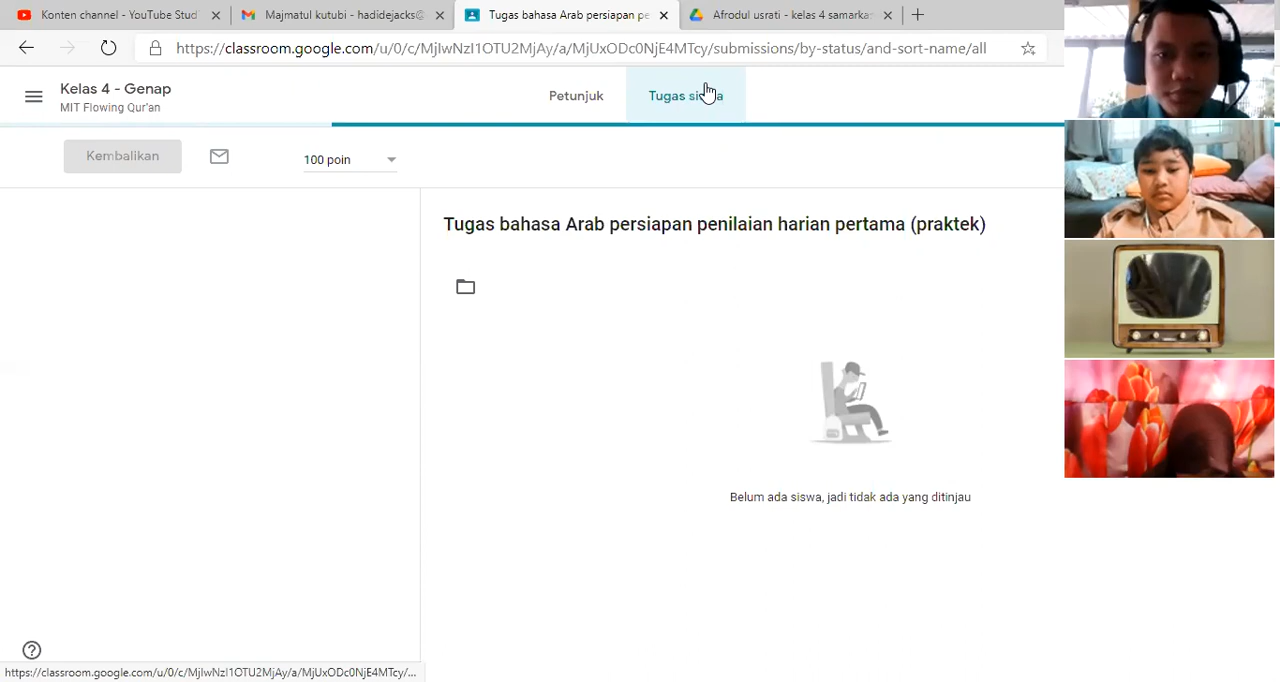 Konten channel - YouTube Stud
Majmatul kutubi - hadidejacks@
Tugas bahasa Arab persiapan pe
Afrodul usrati - kelas 4 samarka
https://classroom.google.com/u/0/c/MjIwNzI1OTU2MjAy/a/MjUxODc0NjE4MTcy/submissions/by-status/and-sort-name/all
Kelas 4 - Genap
MIT Flowing Qur'an
Petunjuk
Tugas siswa
Kembalikan
100 poin
Tugas bahasa Arab persiapan penilaian harian pertama (praktek)
Belum ada siswa, jadi tidak ada yang ditinjau
https://classroom.google.com/u/0/c/MjIwNzI1OTU2MjAy/a/MjUxODc0NjE4MTcy/...